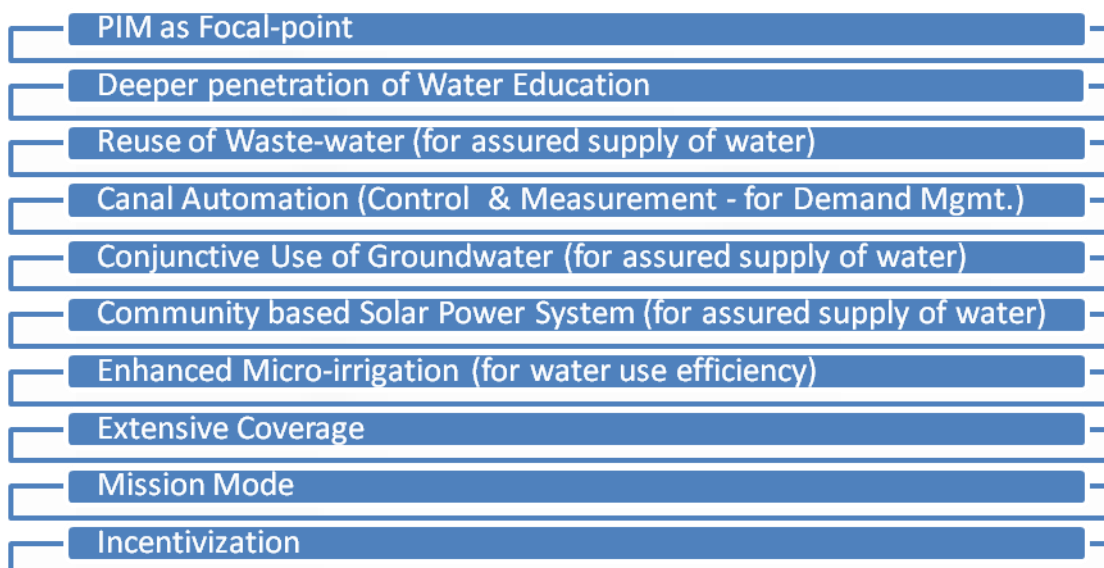 PIM as Focal-point
Deeper penetration of Water Education
Reuse of Waste-water (for assured supply of water)
Canal Automation (Control & Measurement - for Demand Mgmt.)
Conjunctive Use of Groundwater (for assured supply of water)
Community based Solar Power System (for assured supply of water)
Enhanced Micro-irrigation (for water use efficiency)
Extensive Coverage
Mission Mode
Incentivization